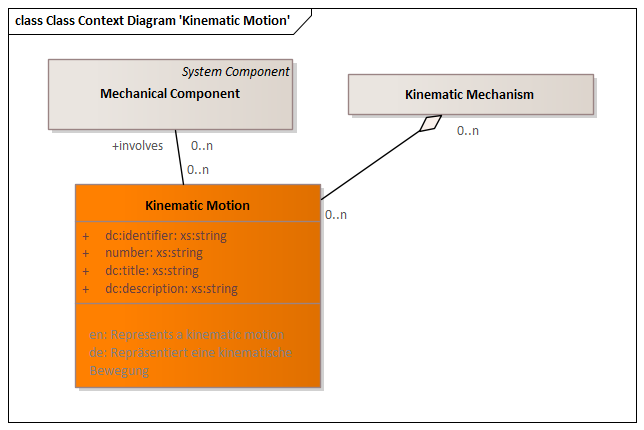 class Class Context Diagram 'Kinematic Motion'
System Component
Mechanical Component
Kinematic Mechanism
+involves 0..n
0..n
0..n
0..n
Kinematic Motion
+ dc:identifier: xs:string
+ number: xs:string
+ dc:title: xs:string
+ dc:description: xs:string
en: Represents a kinematic motion
de: Repräsentiert eine kinematische
Bewegung